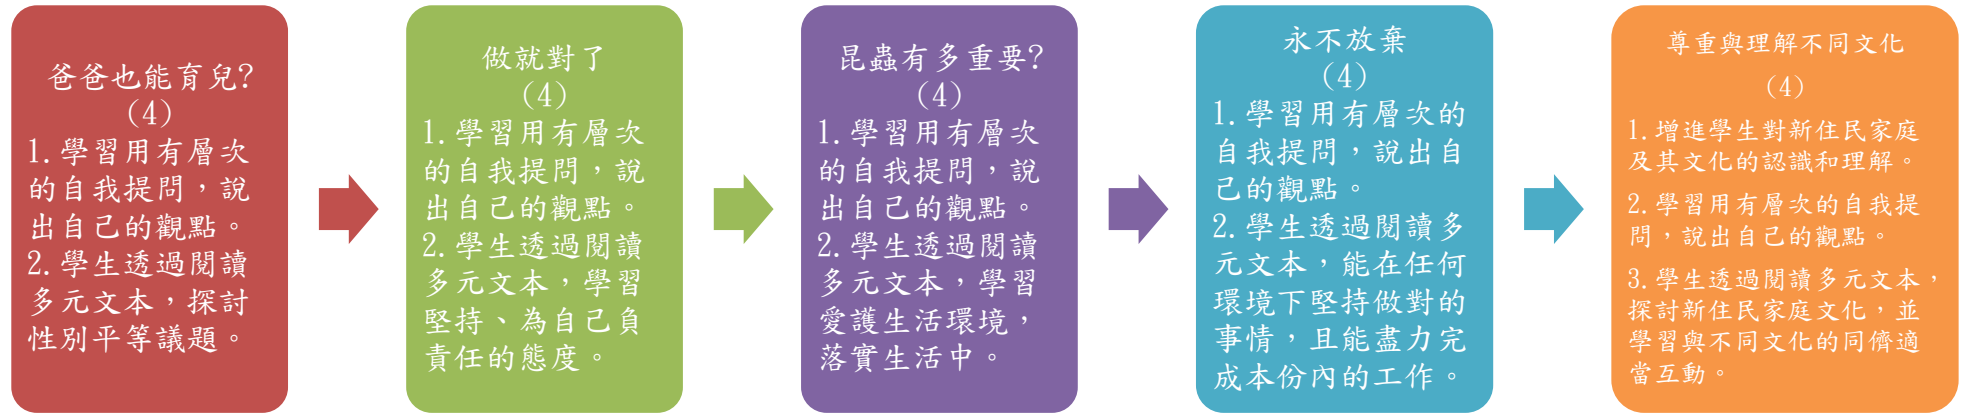 爸爸也能育兒?
(4)
1.學習用有層次
的自我提問，說
出自己的觀點。
2.學生透過閱讀
多元文本，探討
性別平等議題。
做就對了
(4)
1.學習用有層次
的自我提問，說
出自己的觀點。
2.學生透過閱讀
多元文本，學習
堅持、為自己負
責任的態度。
昆蟲有多重要?
(4)
1.學習用有層次
的自我提問，說
出自己的觀點。
2.學生透過閱讀
多元文本，學習
愛護生活環境，
落實生活中。
永不放棄
(4)
1.學習用有層次的
自我提問，說出自
己的觀點。
2.學生透過閱讀多
元文本，能在任何
環境下堅持做對的
事情，且能盡力完
成本份內的工作。
尊重與理解不同文化
(4)
1.增進學生對新住民家庭
及其文化的認識和理解。
2.學習用有層次的自我提
問，說出自己的觀點。
3.學生透過閱讀多元文本，
探討新住民家庭文化，並
學習與不同文化的同儕適
當互動。